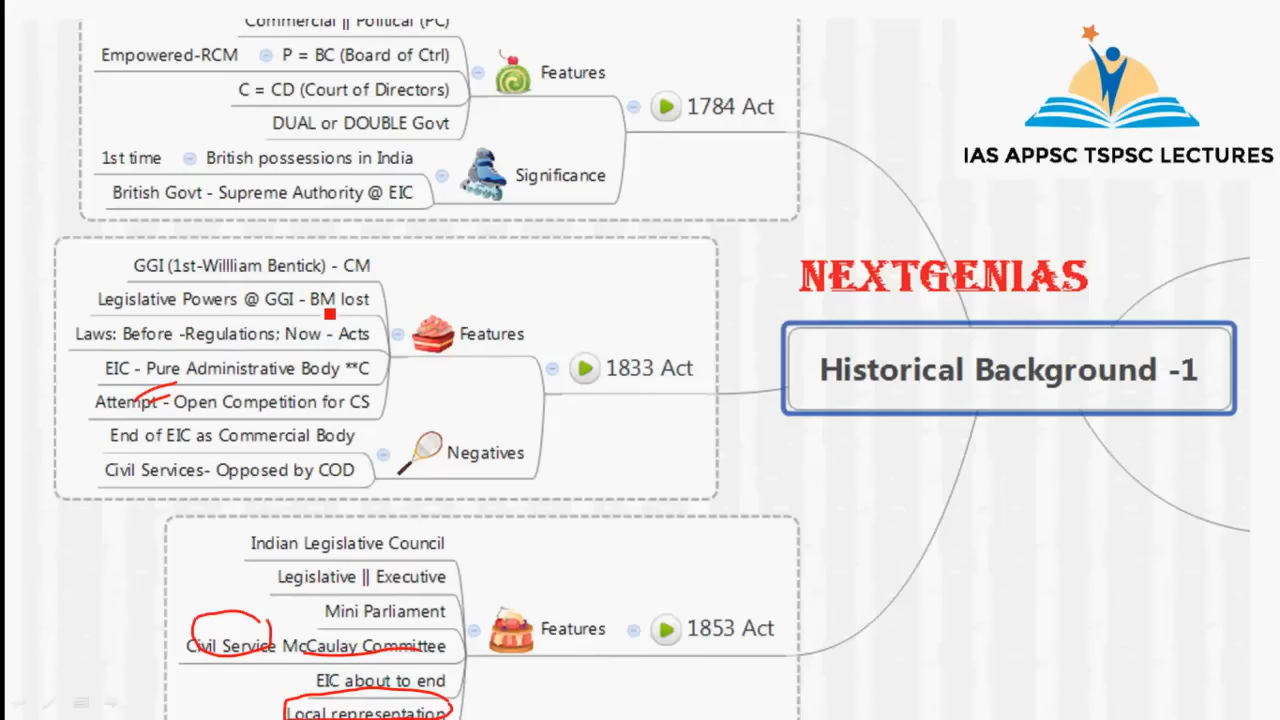 Commercial || Political (PC)
Empowered-RCM
P = BC (Board of Ctrl)
C = CD (Court of Directors)
DUAL or DOUBLE Govt
Features
1784 Act
1st time
British possessions in India
British Govt - Supreme Authority @ EIC
Significance
IAS APPSC TSPSC LECTURES
GGI (1st-Willliam Bentick) - CM
Legislative Powers @ GGI - BM lost
Laws: Before -Regulations; Now - Acts
EIC - Pure Administrative Body **C
Attempt - Open Competition for CS
Features
1833 Act
End of EIC as Commercial Body
Civil Services- Opposed by COD
Negatives
NEXTGENIAS
Historical Background -1
Indian Legislative Council
Legislative || Executive
Mini Parliament
Civil Service McCaulay Committee
EIC about to end
Local representation
Features
1853 Act